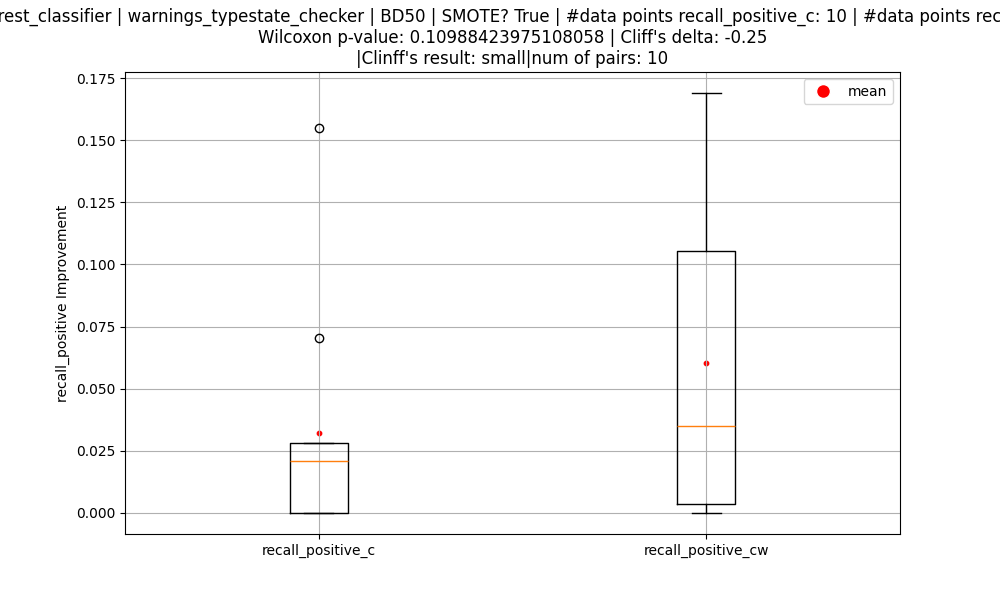 rest_classifier | warnings_typestate_checker | BD50 | SMOTE? True | #data points recall_positive_c: 10 | #data points rec
Wilcoxon p-value: 0.10988423975108058 | Cliff's delta: -0.25
|Clinff's result: small|num of pairs: 10
mean
0.175
0.150
0.125
0.100
0.075
0.050
0.025
0.000
recall_positive Improvement
recall_positive_c
recall_positive_cw